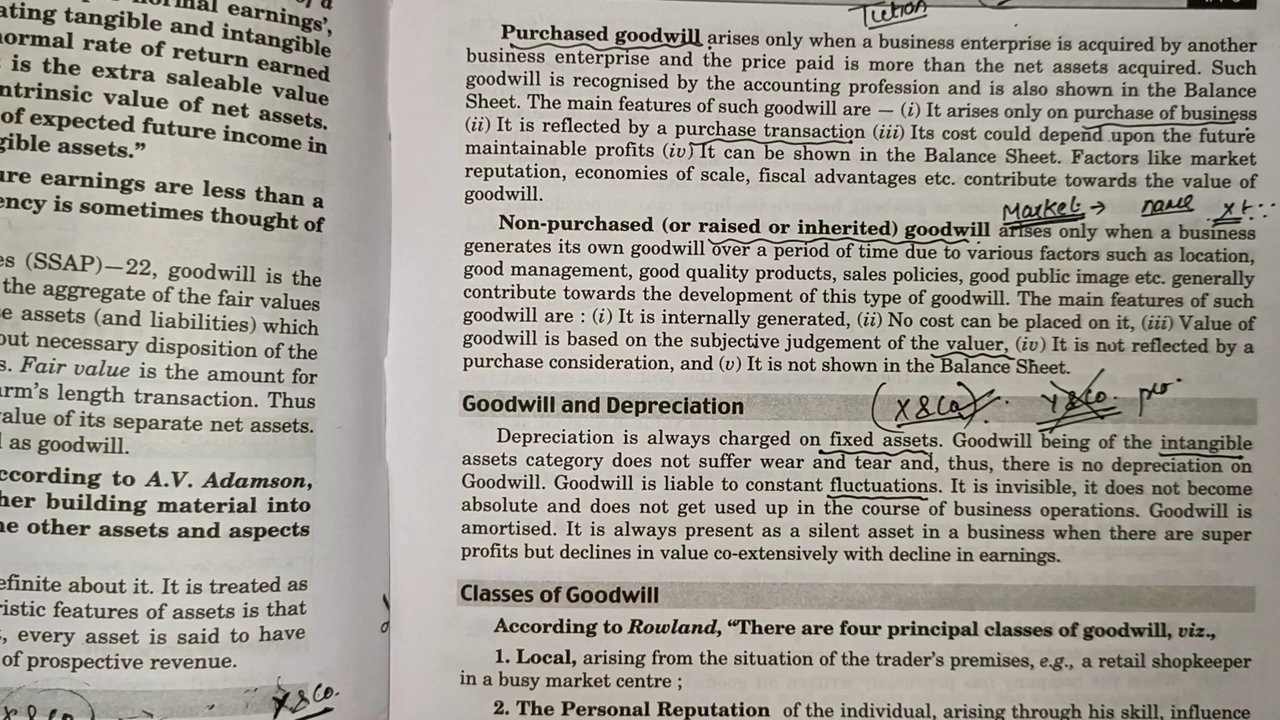 normal earnings',
ating tangible and intangible
normal rate of return earned
is the extra saleable value
ntrinsic value of net assets.
of expected future income in
gible assets."
ure earnings are less than a
ency is sometimes thought of
es (SSAP)—22, goodwill is the
the aggregate of the fair values
e assets (and liabilities) which
out necessary disposition of the
s. Fair value is the amount for
arm's length transaction. Thus
value of its separate net assets.
as goodwill.
ccording to A.V. Adamson,
her building material into
he other assets and aspects
efinite about it. It is treated as
ristic features of assets is that
, every asset is said to have
of prospective revenue.
X & Co.
Purchased goodwill arises only when a business enterprise is acquired by another
business enterprise and the price paid is more than the net assets acquired. Such
goodwill is recognised by the accounting profession and is also shown in the Balance
Sheet. The main features of such goodwill are — (i) It arises only on purchase of business
(ii) It is reflected by a purchase transaction (iii) Its cost could depend upon the future
maintainable profits (iv) It can be shown in the Balance Sheet. Factors like market
reputation, economies of scale, fiscal advantages etc. contribute towards the value of
goodwill.
Market → name
Non-purchased (or raised or inherited) goodwill arises only when a business
generates its own goodwill over a period of time due to various factors such as location,
good management, good quality products, sales policies, good public image etc. generally
contribute towards the development of this type of goodwill. The main features of such
goodwill are : (i) It is internally generated, (ii) No cost can be placed on it, (iii) Value of
goodwill is based on the subjective judgement of the valuer, (iv) It is not reflected by a
purchase consideration, and (v) It is not shown in the Balance Sheet.
(X & Co.) Y & Co.
Goodwill and Depreciation
Depreciation is always charged on fixed assets. Goodwill being of the intangible
assets category does not suffer wear and tear and, thus, there is no depreciation on
Goodwill. Goodwill is liable to constant fluctuations. It is invisible, it does not become
absolute and does not get used up in the course of business operations. Goodwill is
amortised. It is always present as a silent asset in a business when there are super
profits but declines in value co-extensively with decline in earnings.
Classes of Goodwill
According to Rowland, "There are four principal classes of goodwill, viz.,
1. Local, arising from the situation of the trader's premises, e.g., a retail shopkeeper
in a busy market centre ;
2. The Personal Reputation of the individual, arising through his skill, influence